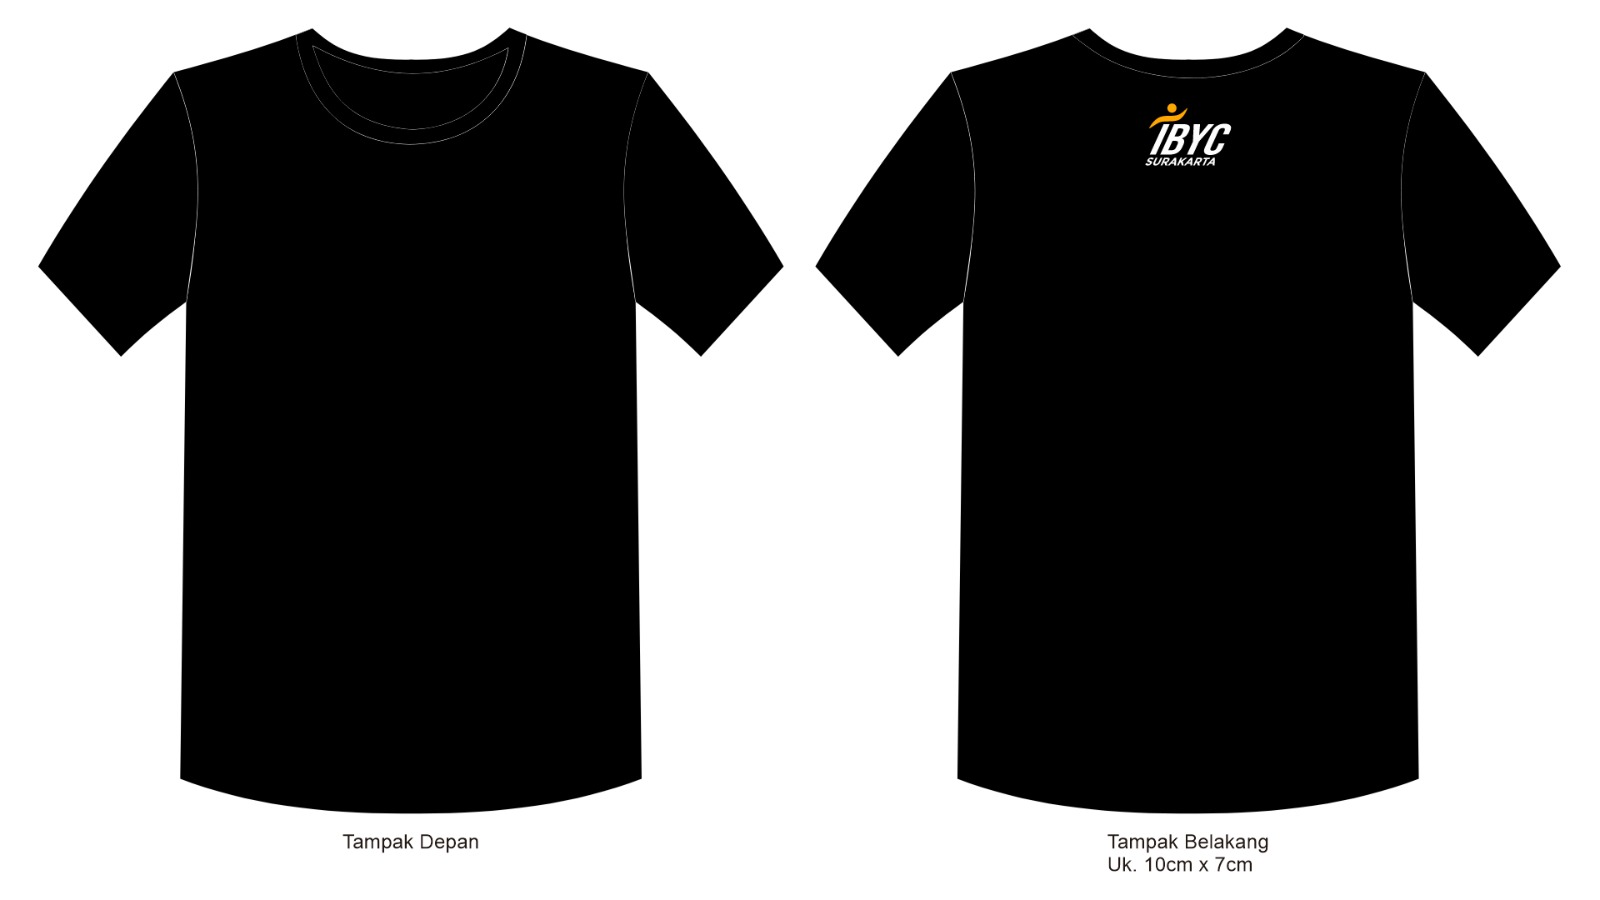 IBYC
SURAKARTA
Tampak Depan
Tampak Belakang
Uk. 10cm x 7cm